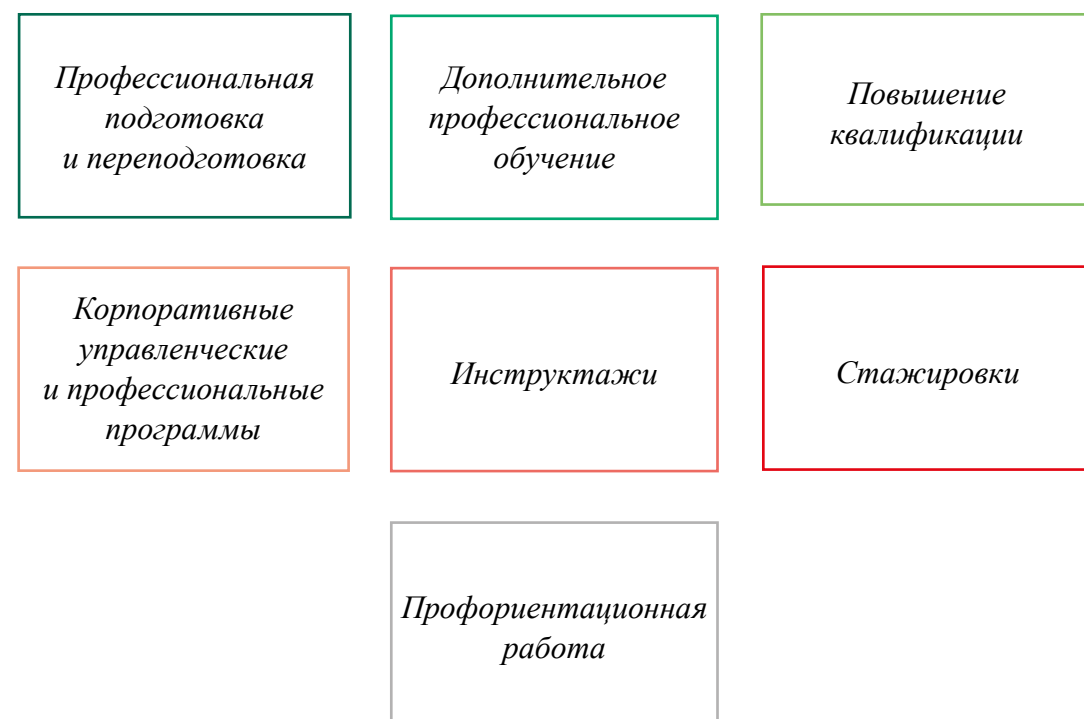 Профессиональная
подготовка
и переподготовка
Дополнительное
профессиональное
обучение
Повышение
квалификации
Корпоративные
управленческие
и профессиональные
программы
Инструктажи
Стажировки
Профориентационная
работа